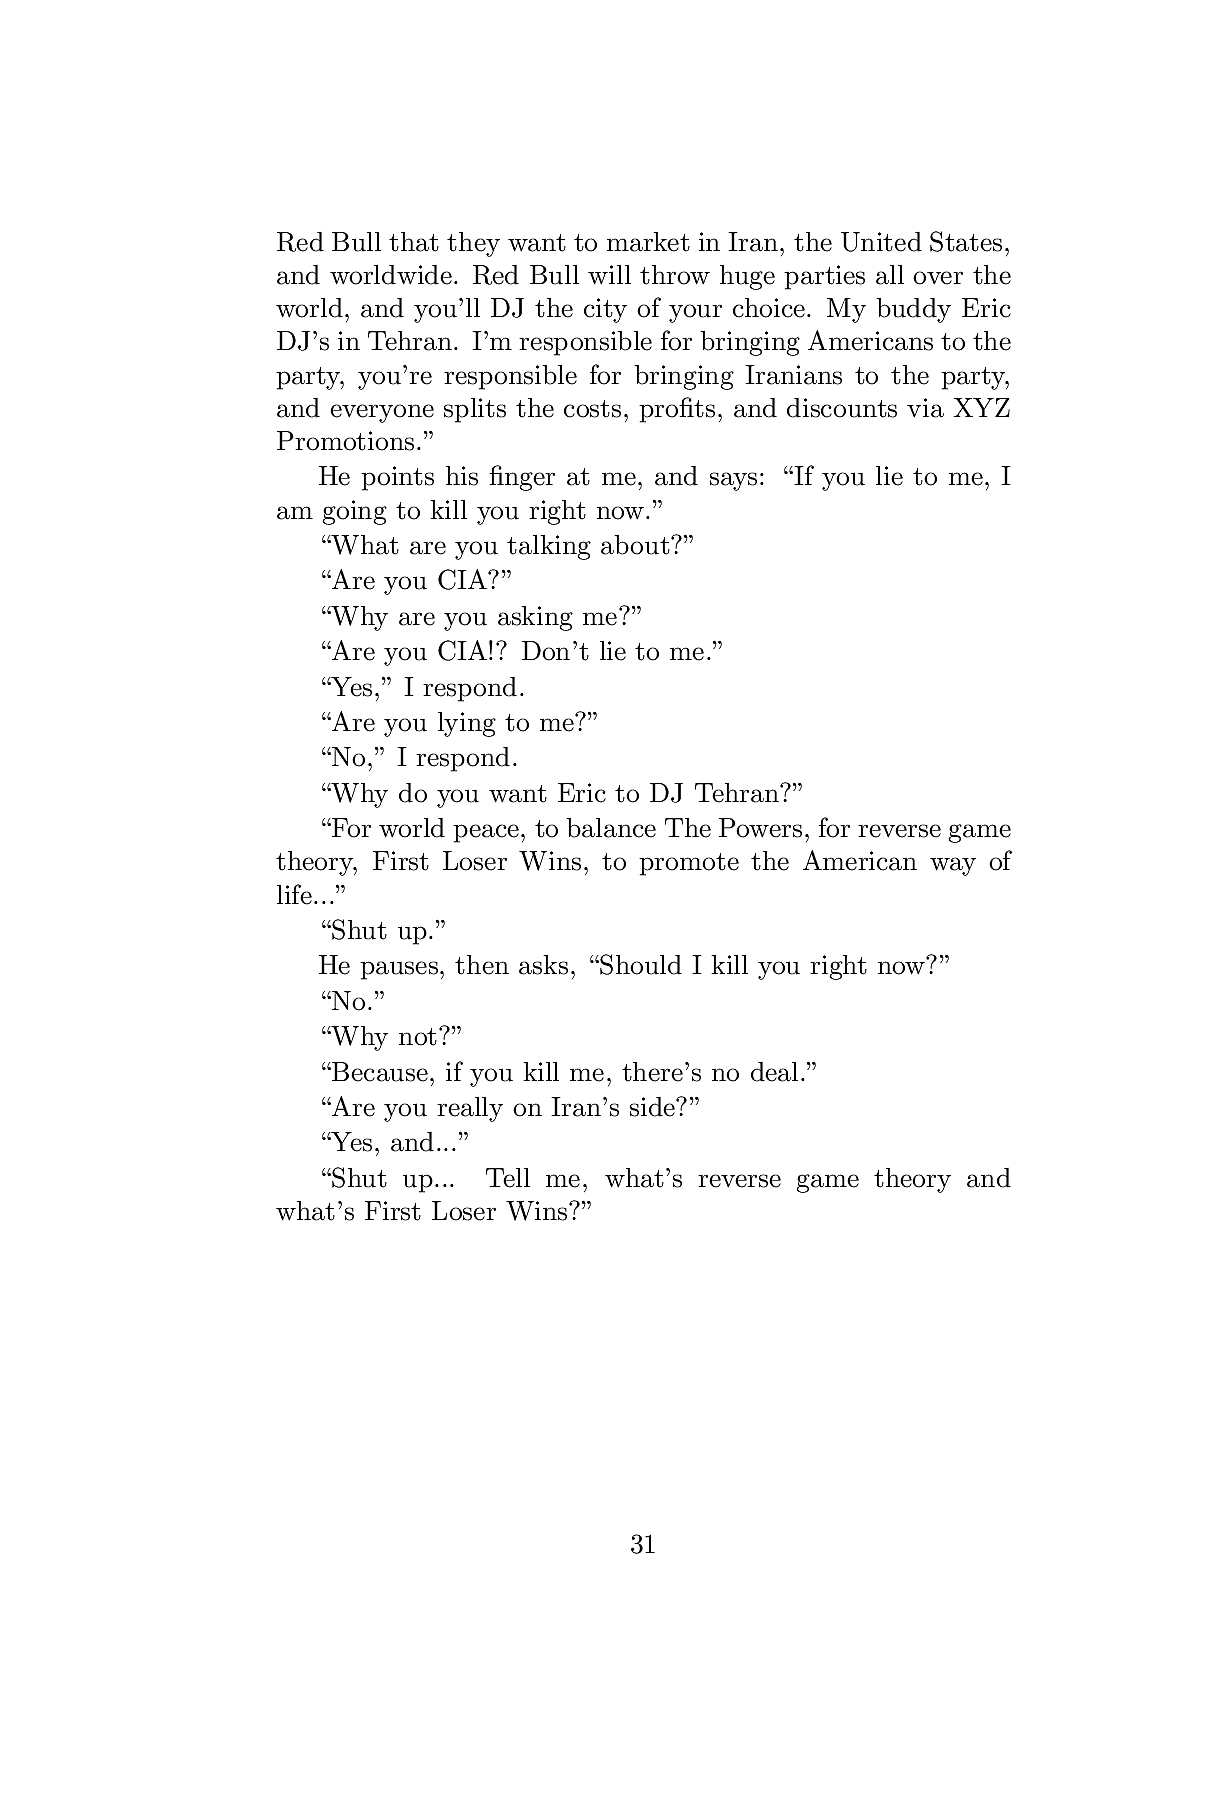 Red Bull that they want to market in Iran, the United States,
and worldwide. Red Bull will throw huge parties all over the
world, and you’ll DJ the city of your choice. My buddy Eric
DJ’s in Tehran. I’m responsible for bringing Americans to the
party, you’re responsible for bringing Iranians to the party,
and everyone splits the costs, profits, and discounts via XYZ
Promotions.”
He points his finger at me, and says: “If you lie to me, I
am going to kill you right now.”
“What are you talking about?”
“Are you CIA?”
“Why are you asking me?”
“Are you CIA!? Don’t lie to me.”
“Yes,” I respond.
“Are you lying to me?”
“No,” I respond.
“Why do you want Eric to DJ Tehran?”
“For world peace, to balance The Powers, for reverse game
theory, First Loser Wins, to promote the American way of
life...”
“Shut up.”
He pauses, then asks, “Should I kill you right now?”
“No.”
“Why not?”
“Because, if you kill me, there’s no deal.”
“Are you really on Iran’s side?”
“Yes, and...”
“Shut up... Tell me, what’s reverse game theory and
what’s First Loser Wins?”
31